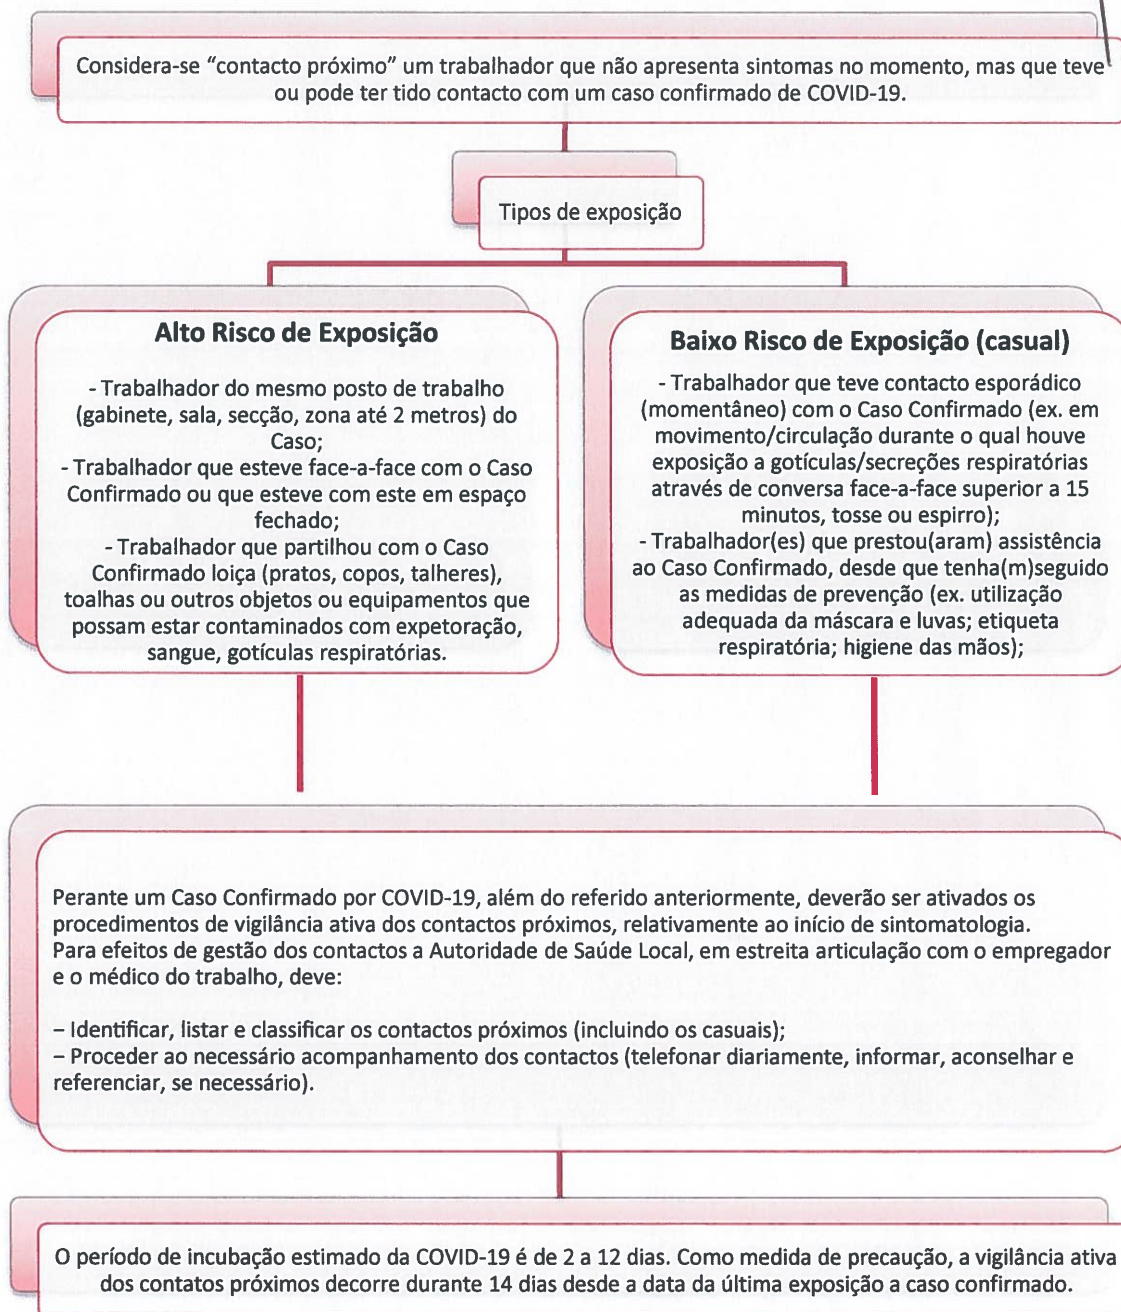 Considera-se “contacto próximo” um trabalhador que não apresenta sintomas no momento, mas que teve
ou pode ter tido contacto com um caso confirmado de COVID-19.
Tipos de exposição
Alto Risco de Exposição
- Trabalhador do mesmo posto de trabalho
(gabinete, sala, secção, zona até 2 metros) do
Caso;
- Trabalhador que esteve face-a-face com o Caso
Confirmado ou que esteve com este em espaço
fechado;
- Trabalhador que partilhou com o Caso
Confirmado loiça (pratos, copos, talheres),
toalhas ou outros objetos ou equipamentos que
possam estar contaminados com expetoração,
sangue, gotículas respiratórias.
Baixo Risco de Exposição (casual)
- Trabalhador que teve contacto esporádico
(momentâneo) com o Caso Confirmado (ex. em
movimento/circulação durante o qual houve
exposição a gotículas/secreções respiratórias
através de conversa face-a-face superior a 15
minutos, tosse ou espirro);
- Trabalhador(es) que prestou(aram) assistência
ao Caso Confirmado, desde que tenha(m)seguido
as medidas de prevenção (ex. utilização
adequada da máscara e luvas; etiqueta
respiratória; higiene das mãos);
Perante um Caso Confirmado por COVID-19, além do referido anteriormente, deverão ser ativados os
procedimentos de vigilância ativa dos contactos próximos, relativamente ao início de sintomatologia.
Para efeitos de gestão dos contactos a Autoridade de Saúde Local, em estreita articulação com o empregador
e o médico do trabalho, deve:
– Identificar, listar e classificar os contactos próximos (incluindo os casuais);
– Proceder ao necessário acompanhamento dos contactos (telefonar diariamente, informar, aconselhar e
referenciar, se necessário).
O período de incubação estimado da COVID-19 é de 2 a 12 dias. Como medida de precaução, a vigilância ativa
dos contatos próximos decorre durante 14 dias desde a data da última exposição a caso confirmado.